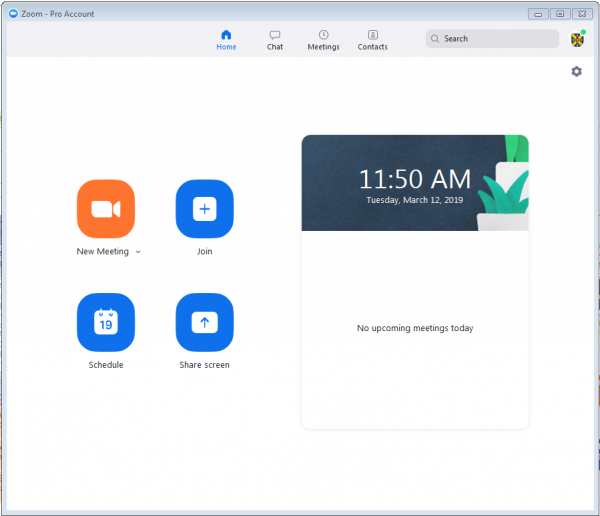 Zoom - Pro Account
Home
Chat
Meetings
Contacts
Search
11:50 AM
Tuesday, March 12, 2019
New Meeting
Join
19
Schedule
Share screen
No upcoming meetings today